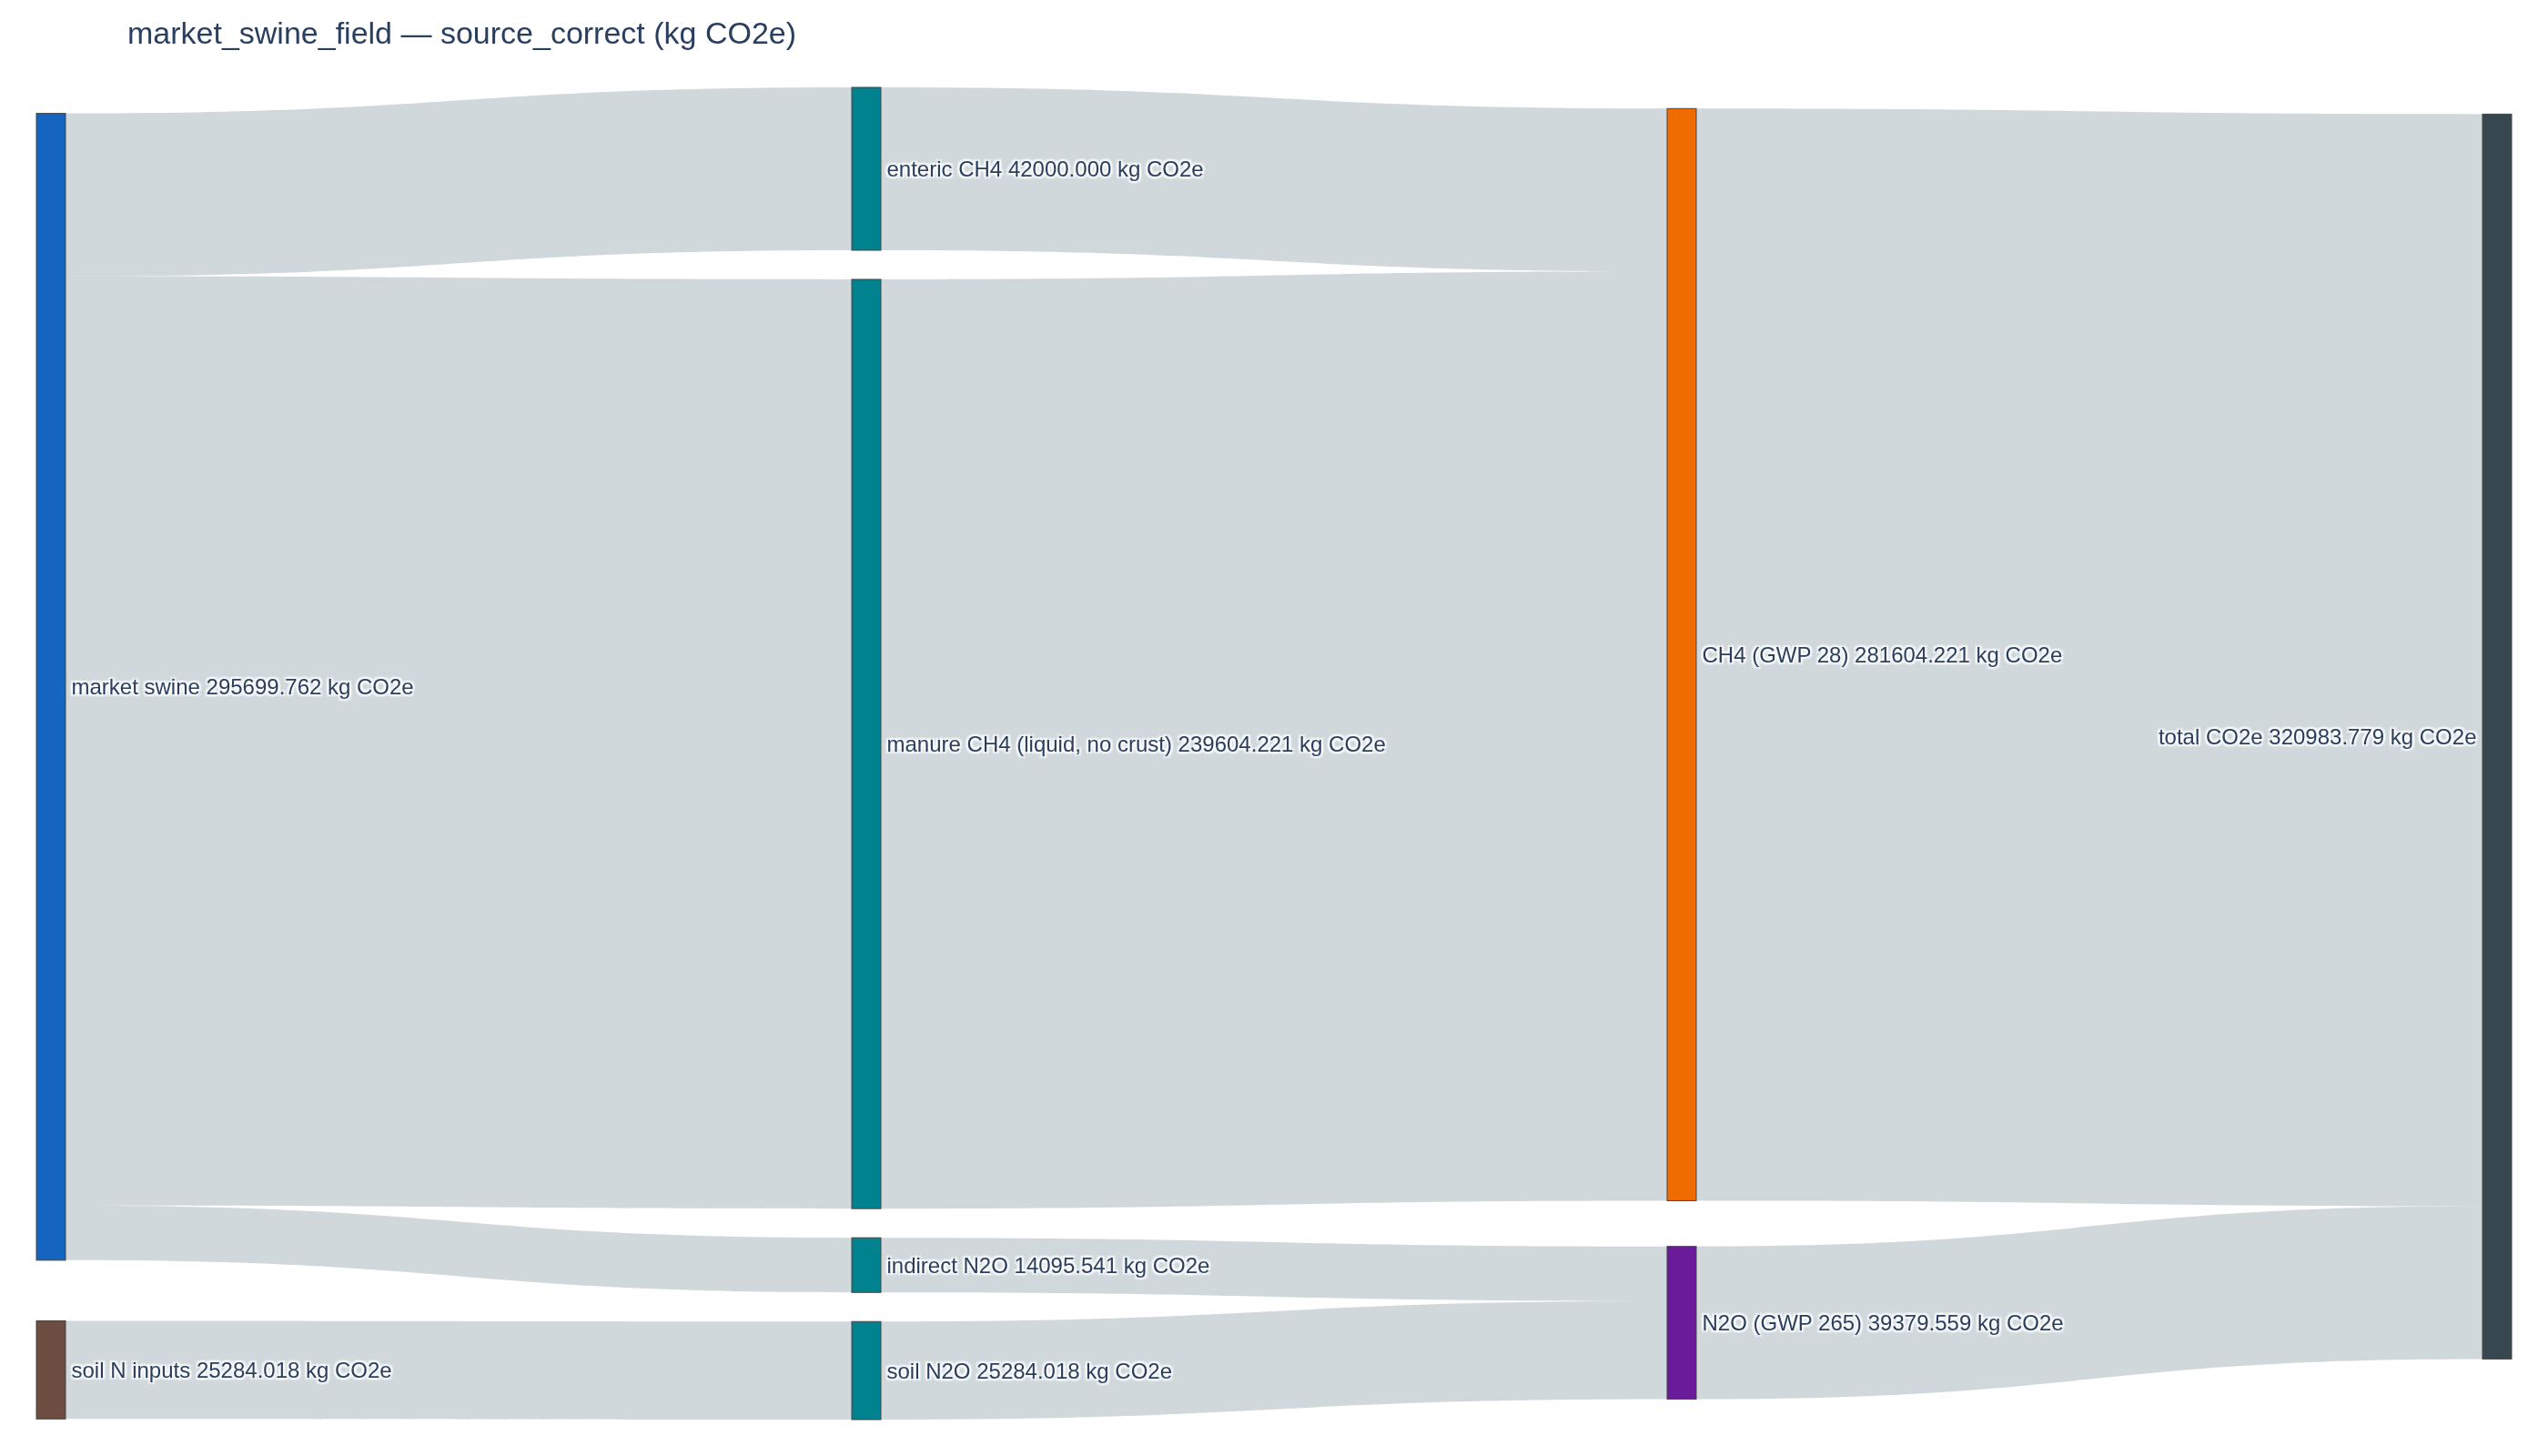 market_swine_field — source_correct (kg CO2e)
enteric CH4 42000.000 kg CO2e
CH4 (GWP 28) 281604.221 kg CO2e
market swine 295699.762 kg CO2e
total CO2e 320983.779 kg CO2e
manure CH4 (liquid, no crust) 239604.221 kg CO2e
indirect N2O 14095.541 kg CO2e
N2O (GWP 265) 39379.559 kg CO2e
soil N inputs 25284.018 kg CO2e
soil N2O 25284.018 kg CO2e